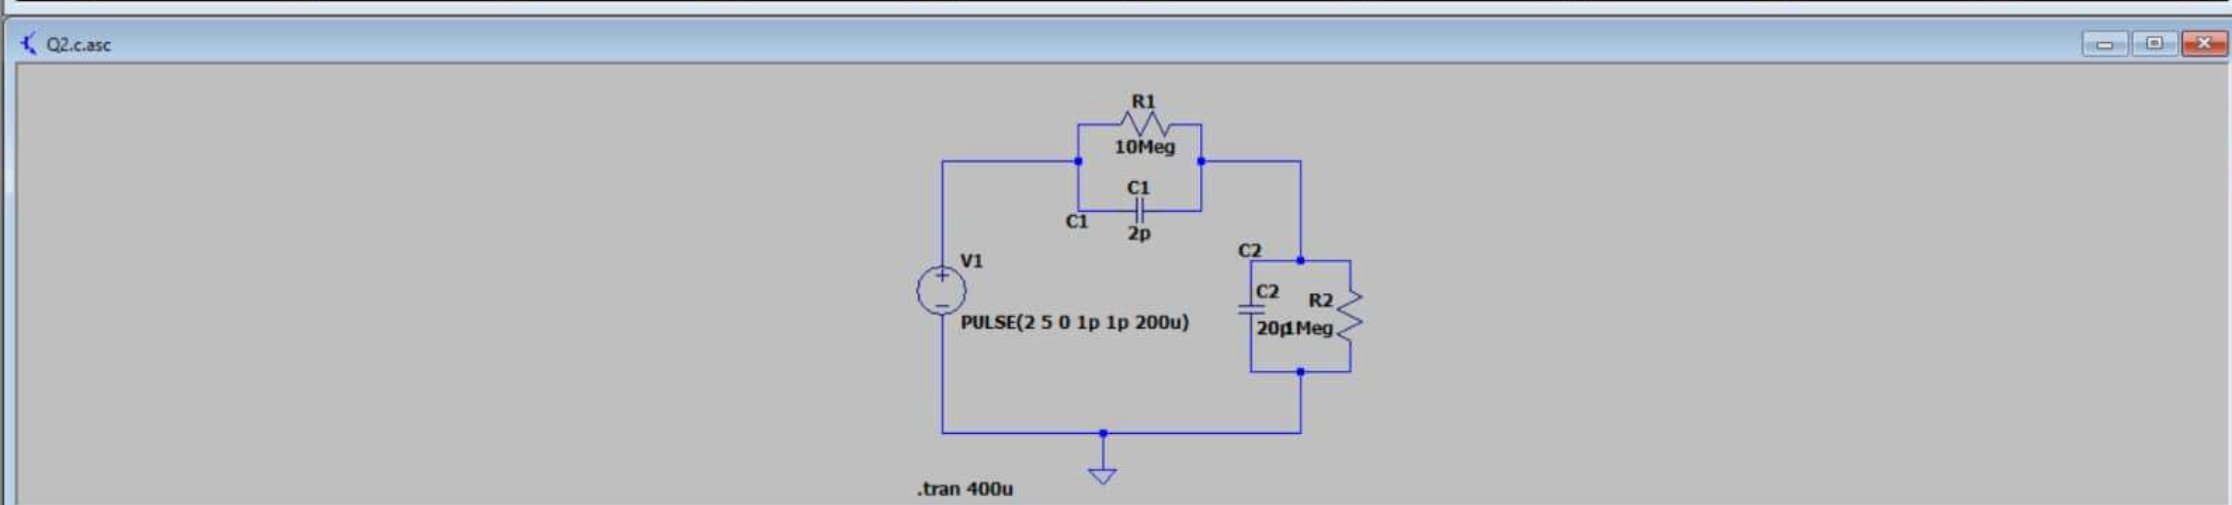 Q2.c.asc
R1
10Meg
C1
C1
2p
C2
V1
C2
R2
PULSE(2 5 0 1p 1p 200u)
20p
1Meg
.tran 400u